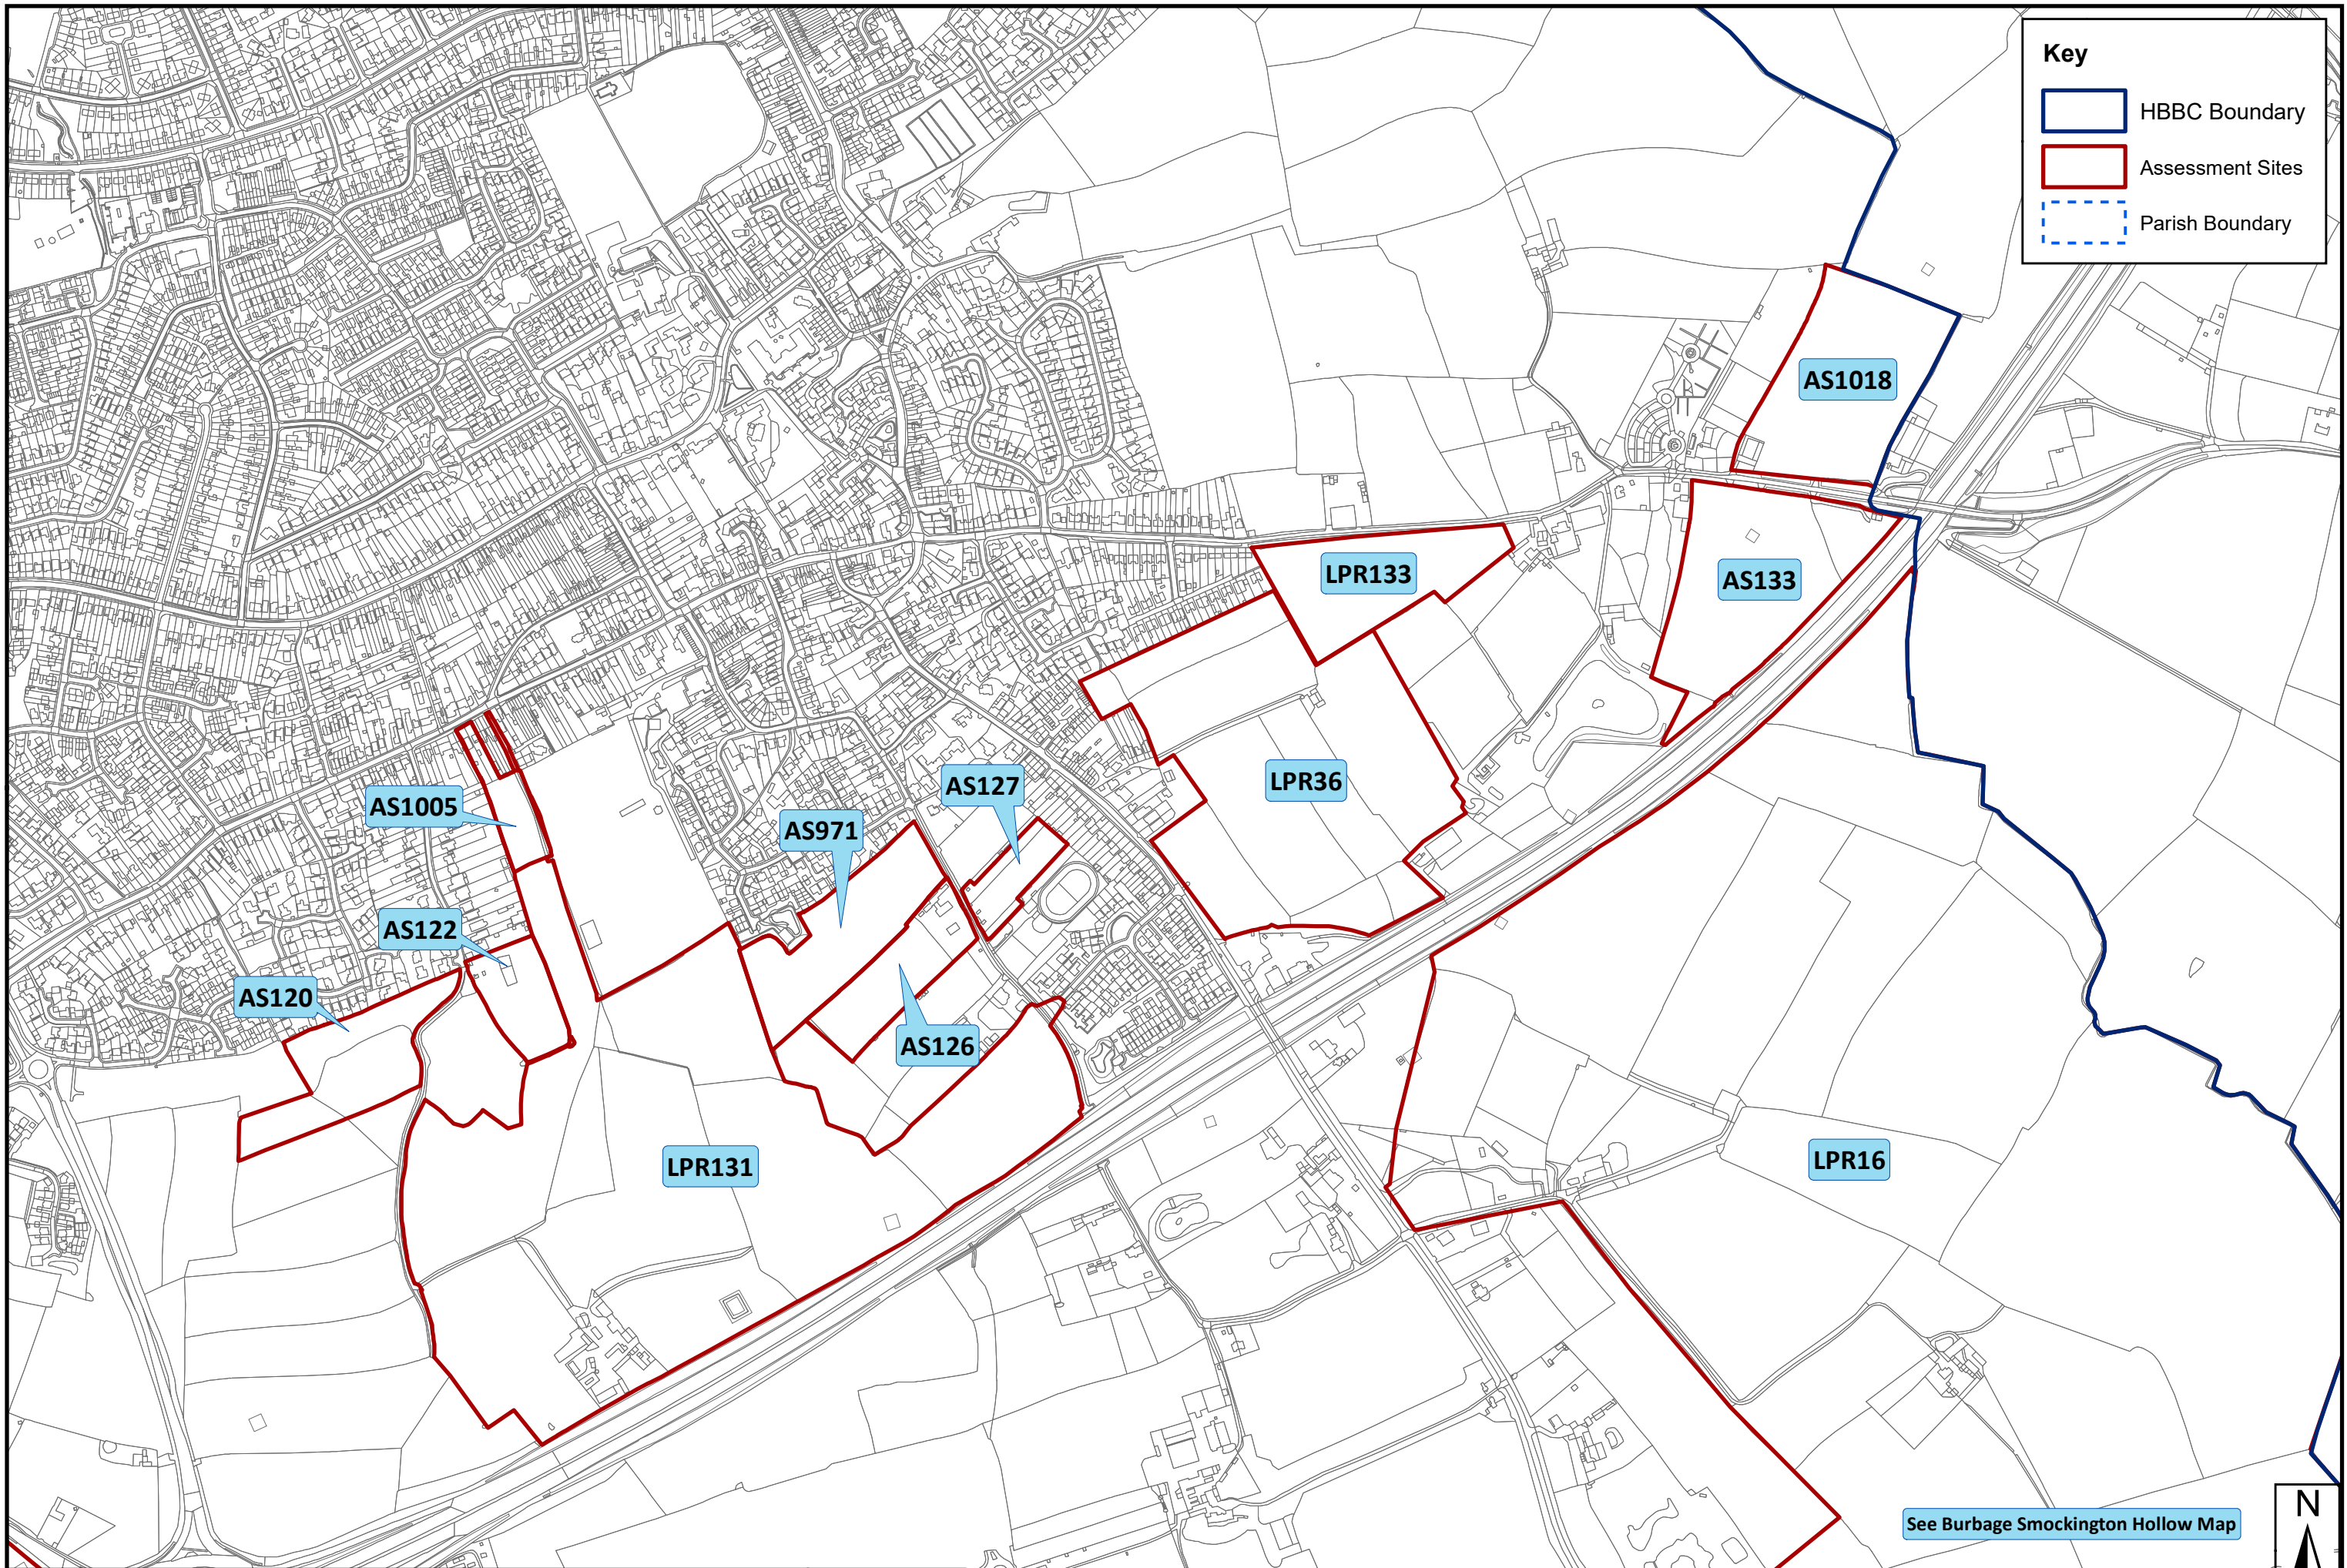 Key
HBBC Boundary
Assessment Sites
Parish Boundary
AS1018
LPR133
AS133
LPR36
AS127
AS1005
AS971
AS122
AS120
AS126
LPR131
LPR16
See Burbage Smockington Hollow Map
N